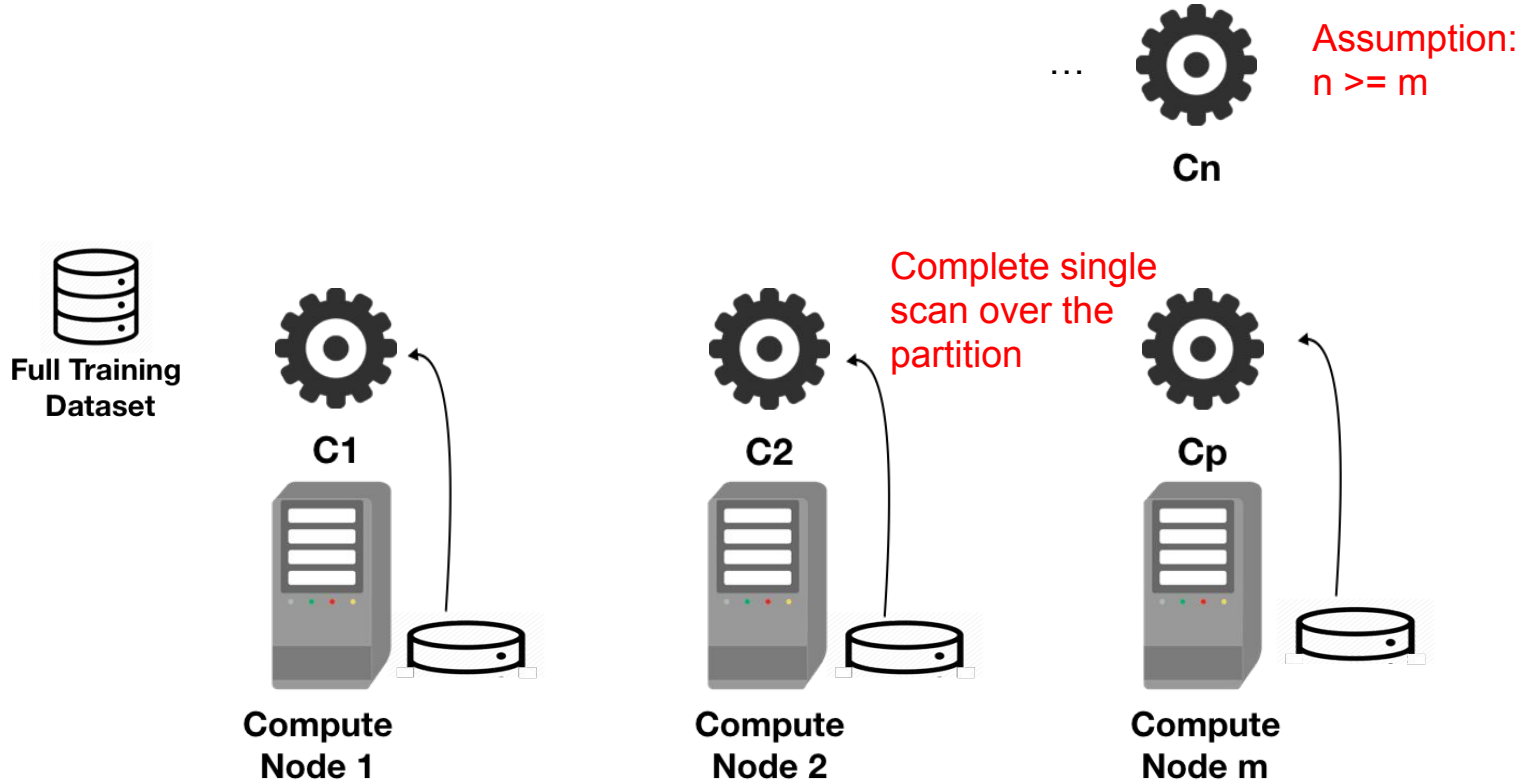 ...
Assumption:
n >= m
Cn
Full Training
Dataset
Complete single
scan over the
partition
C1
C2
Cp
Compute
Node 1
Compute
Node 2
Compute
Node m